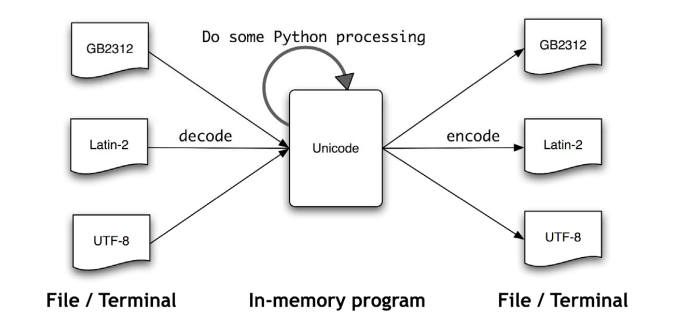 Do some Python processing
GB2312
Latin-2
UTF-8
decode
Unicode
encode
GB2312
Latin-2
UTF-8
File / Terminal
In-memory program
File / Terminal